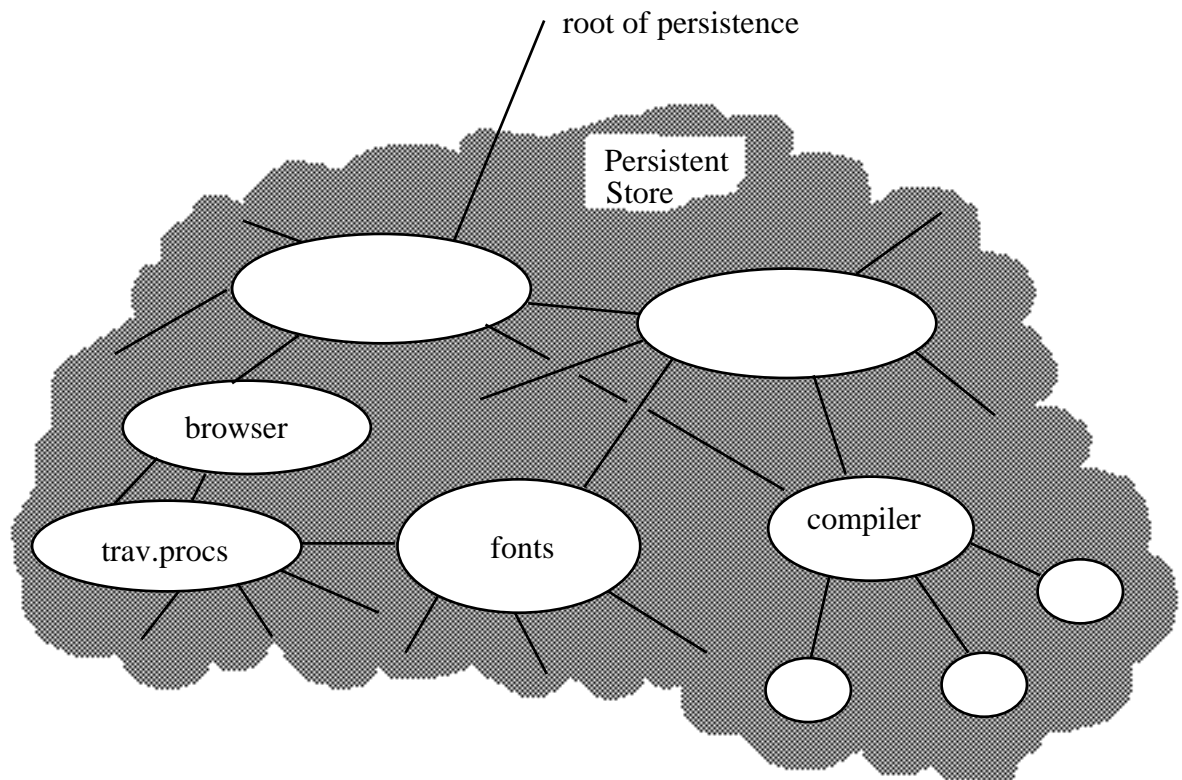 root of persistence
Persistent
Store
browser
compiler
trav.procs
fonts